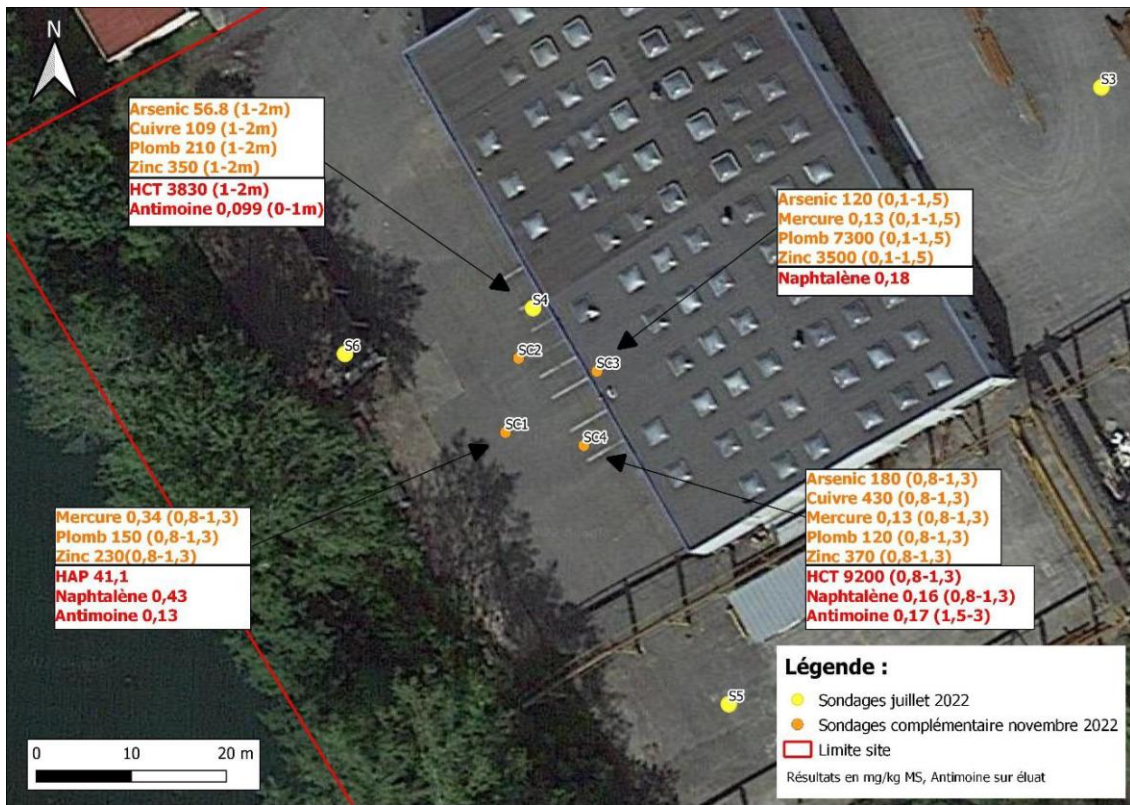 N
S3
Arsenic 56.8 (1-2m)
Cuivre 109 (1-2m)
Plomb 210 (1-2m)
Zinc 350 (1-2m)
HCT 3830 (1-2m)
Antimoine 0,099 (0-1m)
Arsenic 120 (0,1-1,5)
Mercure 0,13 (0,1-1,5)
Plomb 7300 (0,1-1,5)
Zinc 3500 (0,1-1,5)
Naphtalène 0,18
S4
S6
SC2
SC3
SC1
SC4
Mercure 0,34 (0,8-1,3)
Plomb 150 (0,8-1,3)
Zinc 230(0,8-1,3)
HAP 41,1
Naphtalène 0,43
Antimoine 0,13
Arsenic 180 (0,8-1,3)
Cuivre 430 (0,8-1,3)
Mercure 0,13 (0,8-1,3)
Plomb 120 (0,8-1,3)
Zinc 370 (0,8-1,3)
HCT 9200 (0,8-1,3)
Naphtalène 0,16 (0,8-1,3)
Antimoine 0,17 (1,5-3)
S5
Légende :
Sondages juillet 2022
Sondages complémentaire novembre 2022
Limite site
Résultats en mg/kg MS, Antimoine sur éluat
0 10 20 m